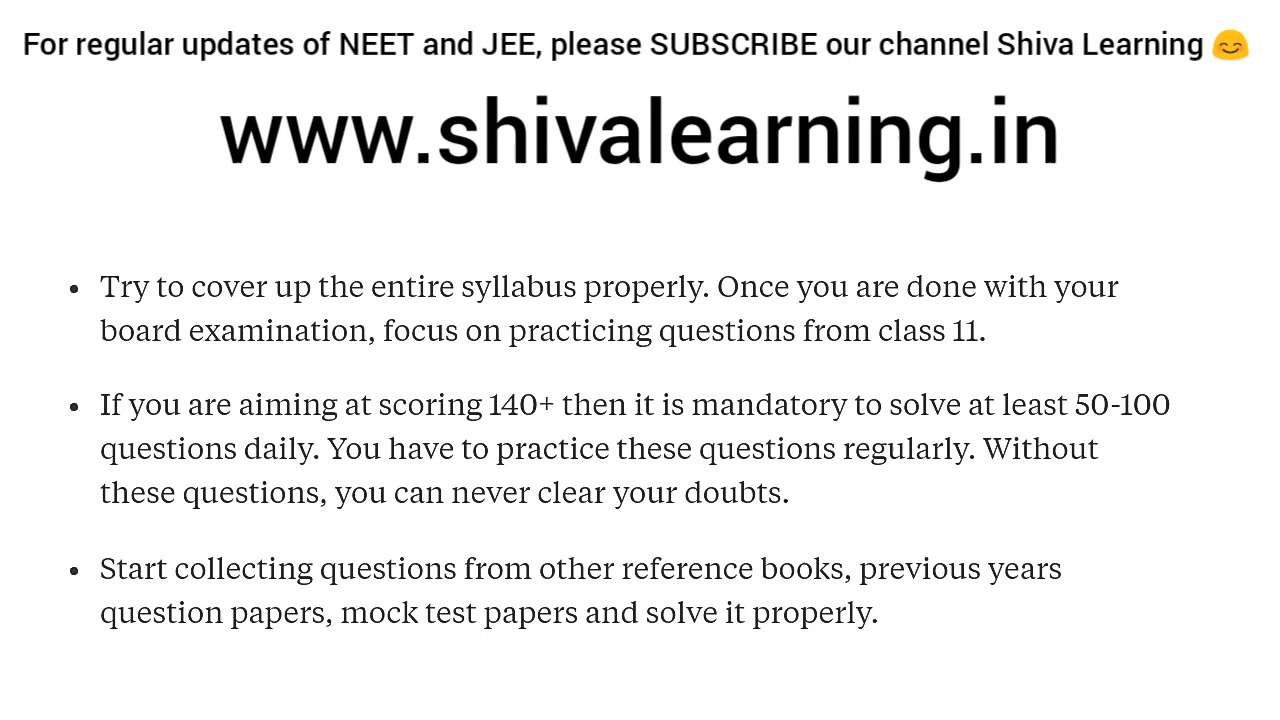 For regular updates of NEET and JEE, please SUBSCRIBE our channel Shiva Learning 😊
www.shivalearning.in
• Try to cover up the entire syllabus properly. Once you are done with your
board examination, focus on practicing questions from class 11.
• If you are aiming at scoring 140+ then it is mandatory to solve at least 50-100
questions daily. You have to practice these questions regularly. Without
these questions, you can never clear your doubts.
• Start collecting questions from other reference books, previous years
question papers, mock test papers and solve it properly.